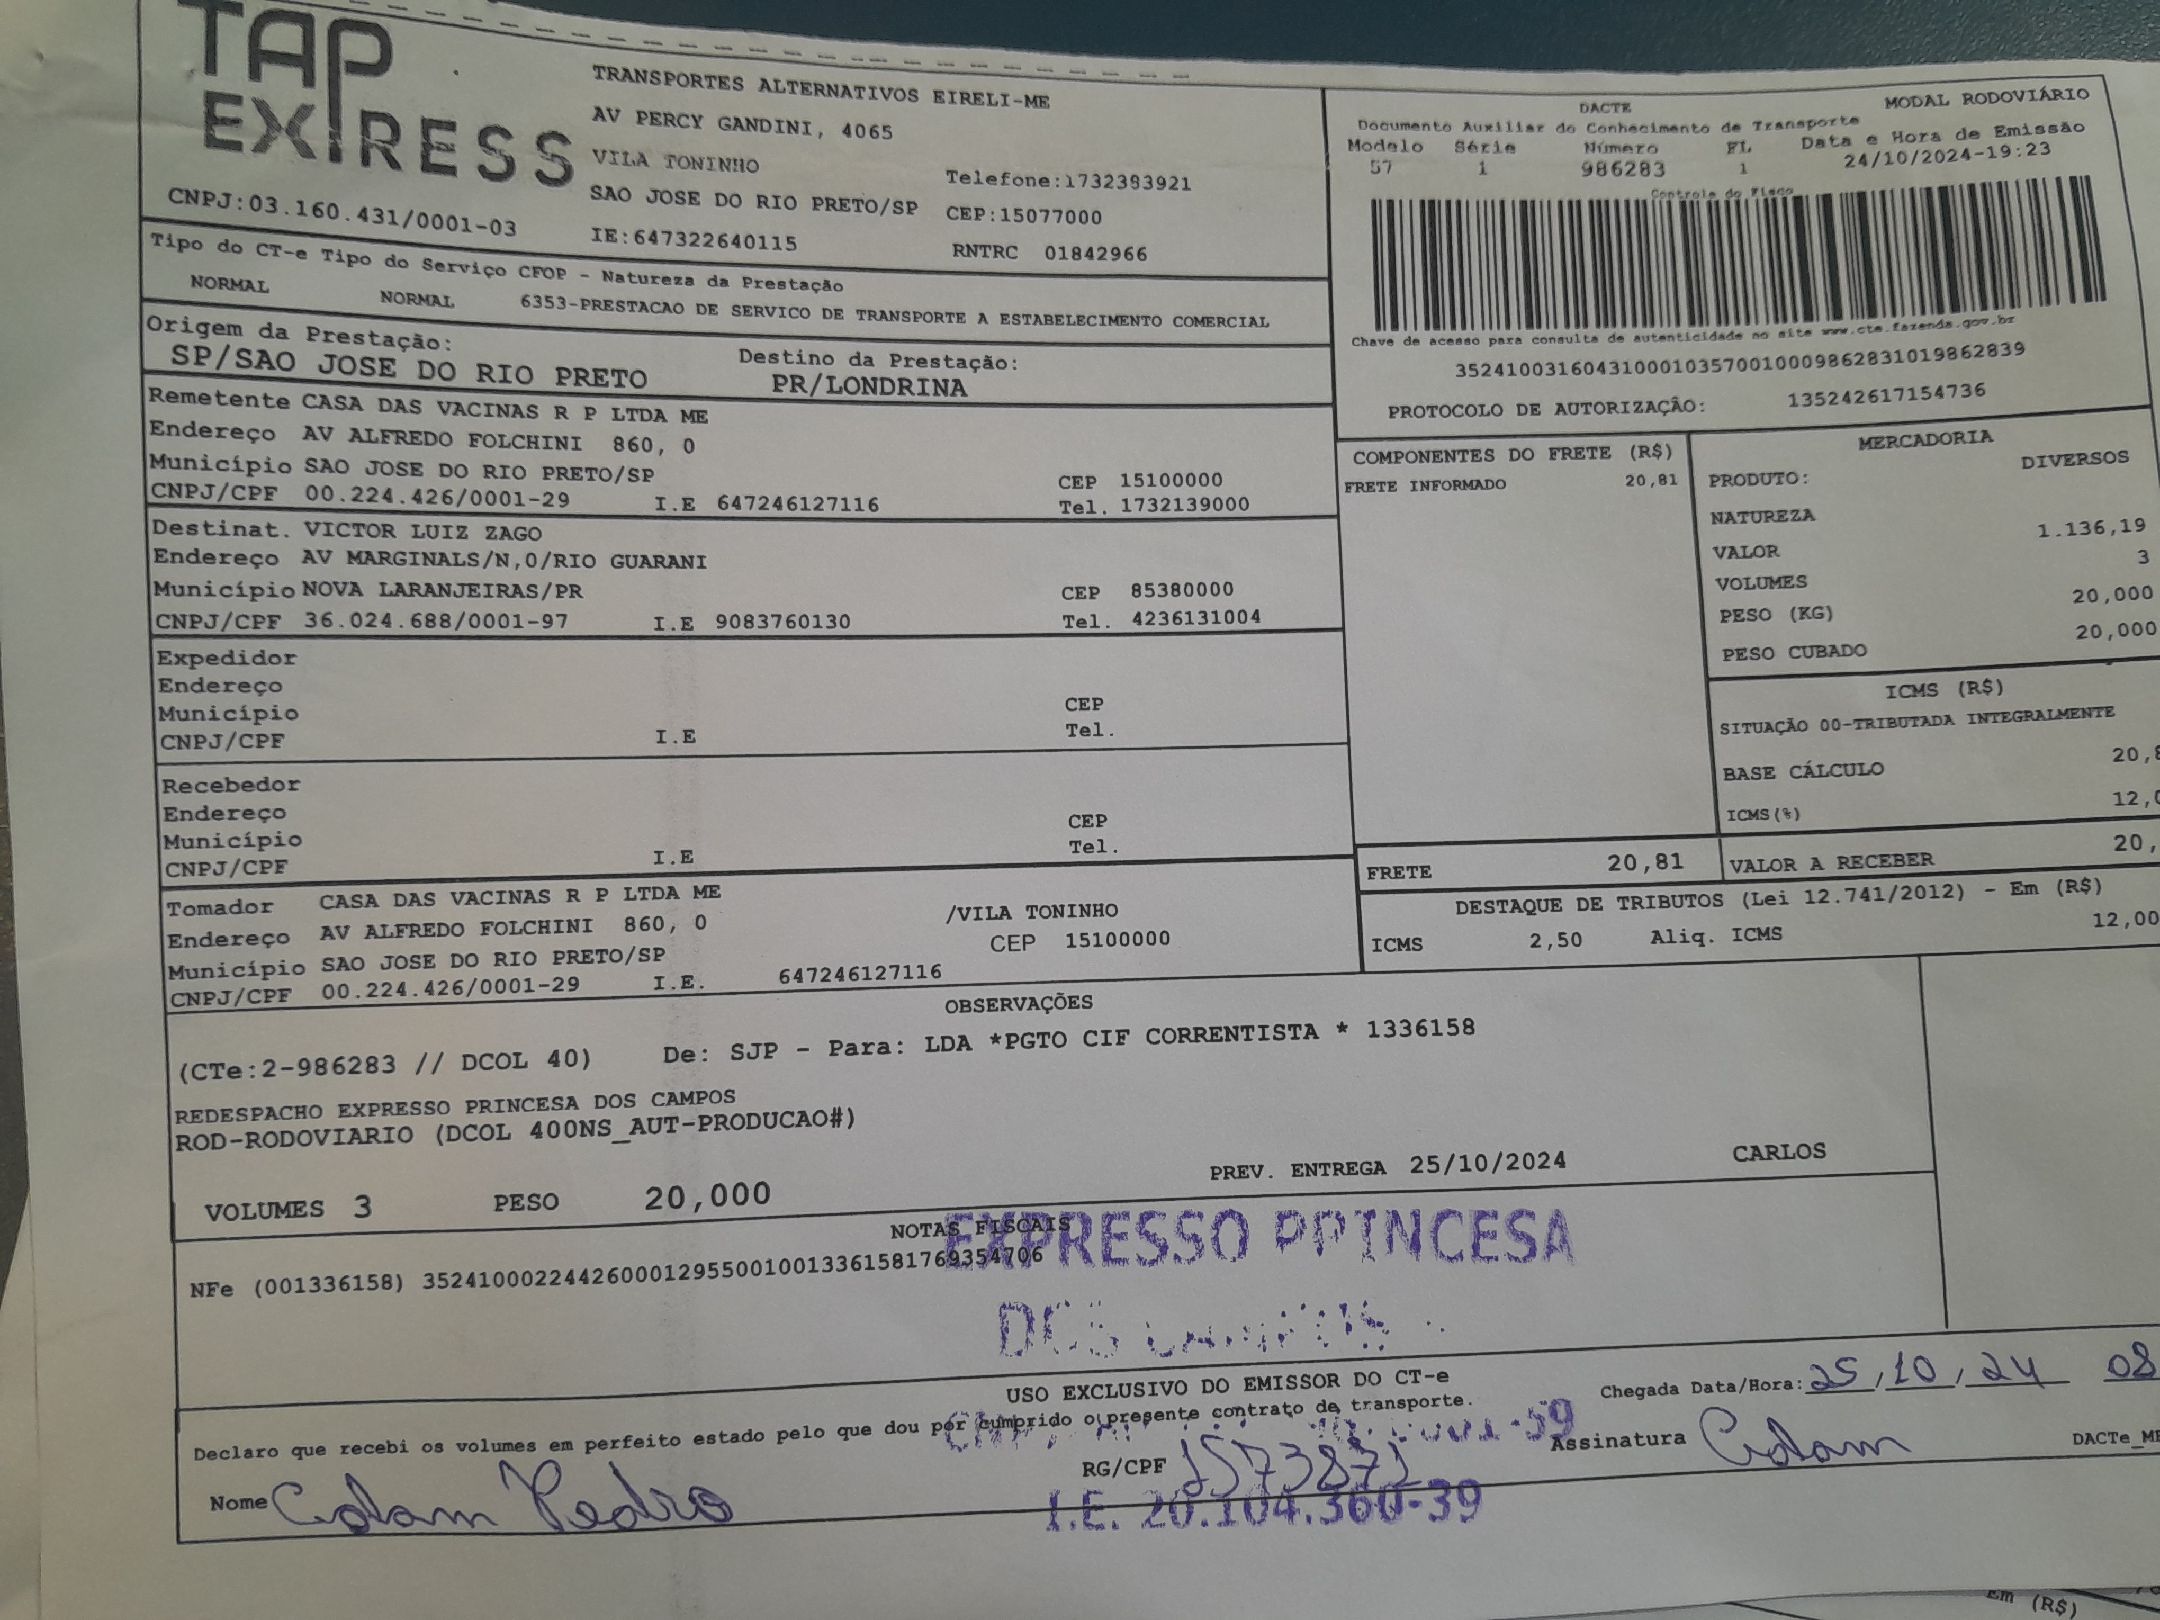 TAP
EXPRESS
TRANSPORTES ALTERNATIVOS EIRELI-ME
AV PERCY GANDINI, 4065
VILA TONINHO
Telefone:1732383921
SAO JOSE DO RIO PRETO/SP CEP:15077000
CNPJ:03.160.431/0001-03
IE:647322640115 RNTRC 01842966
DACTE MODAL RODOVIÁRIO
Documento Auxiliar do Conhecimento de Transporte
Modelo Série Número FL Data e Hora de Emissão
57 1 986283 1 24/10/2024-19:23
Controle do Fisco
Chave de acesso para consulta de autenticidade no site www.cte.fazenda.gov.br
35241003160431000103570010009862831019862839
PROTOCOLO DE AUTORIZAÇÃO: 135242617154736
Tipo do CT-e Tipo do Serviço CFOP - Natureza da Prestação
NORMAL NORMAL 6353-PRESTACAO DE SERVICO DE TRANSPORTE A ESTABELECIMENTO COMERCIAL
Origem da Prestação: Destino da Prestação:
SP/SAO JOSE DO RIO PRETO PR/LONDRINA
Remetente CASA DAS VACINAS R P LTDA ME
Endereço AV ALFREDO FOLCHINI 860, 0
Município SAO JOSE DO RIO PRETO/SP CEP 15100000
CNPJ/CPF 00.224.426/0001-29 I.E 647246127116 Tel. 1732139000
Destinat. VICTOR LUIZ ZAGO
Endereço AV MARGINALS/N,0/RIO GUARANI
Município NOVA LARANJEIRAS/PR CEP 85380000
CNPJ/CPF 36.024.688/0001-97 I.E 9083760130 Tel. 4236131004
Expedidor
Endereço
Município CEP
CNPJ/CPF I.E Tel.
Recebedor
Endereço
Município CEP
CNPJ/CPF I.E Tel.
Tomador CASA DAS VACINAS R P LTDA ME
Endereço AV ALFREDO FOLCHINI 860, 0 /VILA TONINHO
Município SAO JOSE DO RIO PRETO/SP CEP 15100000
CNPJ/CPF 00.224.426/0001-29 I.E. 647246127116
COMPONENTES DO FRETE (R$)
FRETE INFORMADO 20,81
MERCADORIA
PRODUTO: DIVERSOS
NATUREZA
VALOR 1.136,19
VOLUMES 3
PESO (KG) 20,000
PESO CUBADO 20,000
ICMS (R$)
SITUAÇÃO 00-TRIBUTADA INTEGRALMENTE
BASE CÁLCULO 20,8
ICMS(%) 12,0
FRETE 20,81 VALOR A RECEBER 20,
DESTAQUE DE TRIBUTOS (Lei 12.741/2012) - Em (R$)
ICMS 2,50 Aliq. ICMS 12,00
OBSERVAÇÕES
(CTe:2-986283 // DCOL 40) De: SJP - Para: LDA *PGTO CIF CORRENTISTA * 1336158
REDESPACHO EXPRESSO PRINCESA DOS CAMPOS
ROD-RODOVIARIO (DCOL 400NS_AUT-PRODUCAO#)
PREV. ENTREGA 25/10/2024 CARLOS
VOLUMES 3 PESO 20,000
NOTAS FISCAIS
EXPRESSO PRINCESA
NFe (001336158) 35241000224426000129550010013361581769354706
DOS CAMPOS
USO EXCLUSIVO DO EMISSOR DO CT-e
Chegada Data/Hora: 25/10/24 08
Declaro que recebi os volumes em perfeito estado pelo que dou por cumprido o presente contrato de transporte.
Nome Pedro RG/CPF Assinatura
I.E. 20.104.360-39
Em (R$)